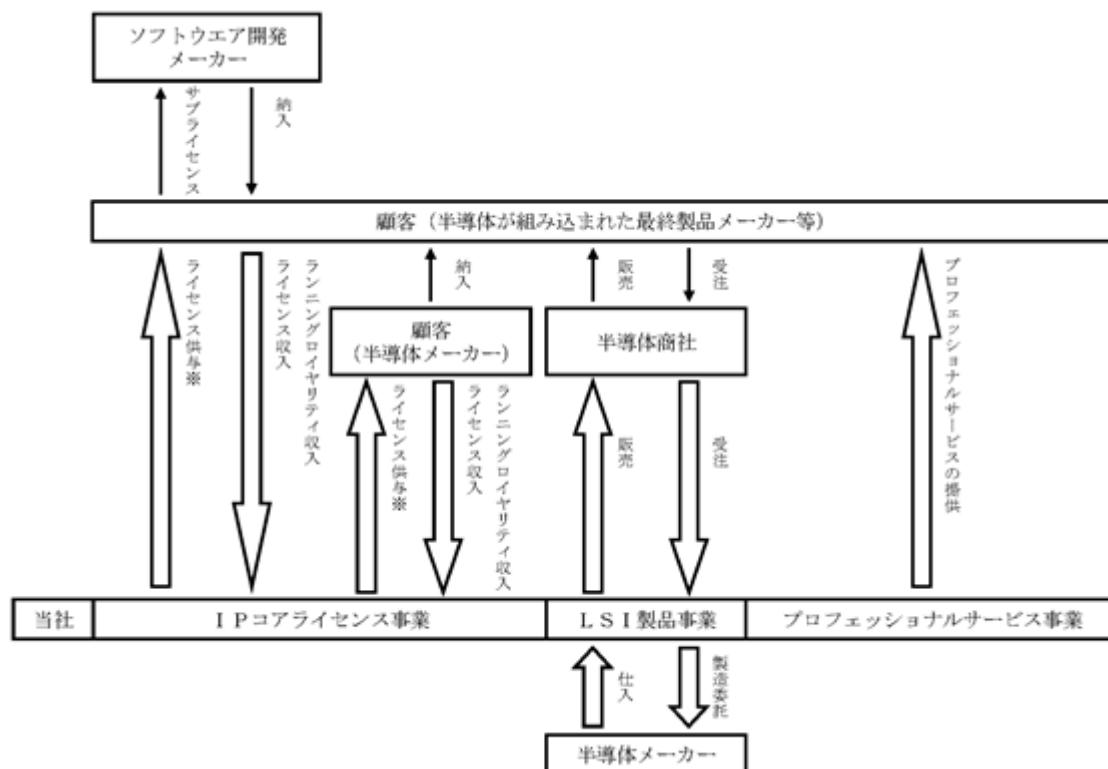 ソフトウエア開発
メーカー
サブライセンス
納入
顧客（半導体が組み込まれた最終製品メーカー等）
ライセンス供与※
ランニングロイヤリティ収入
ライセンス収入
納入
販売
受注
プロフェッショナルサービスの提供
顧客
（半導体メーカー）
半導体商社
ライセンス供与※
ランニングロイヤリティ収入
ライセンス収入
販売
受注
当社
ＩＰコアライセンス事業
ＬＳＩ製品事業
プロフェッショナルサービス事業
仕入
製造委託
半導体メーカー